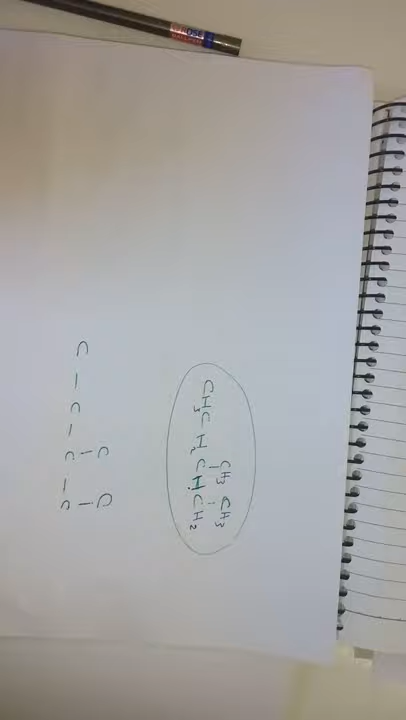 CH₃ CH₃
| |
CH₃CH₂CHCH₂
C C
| |
C — C — C — C